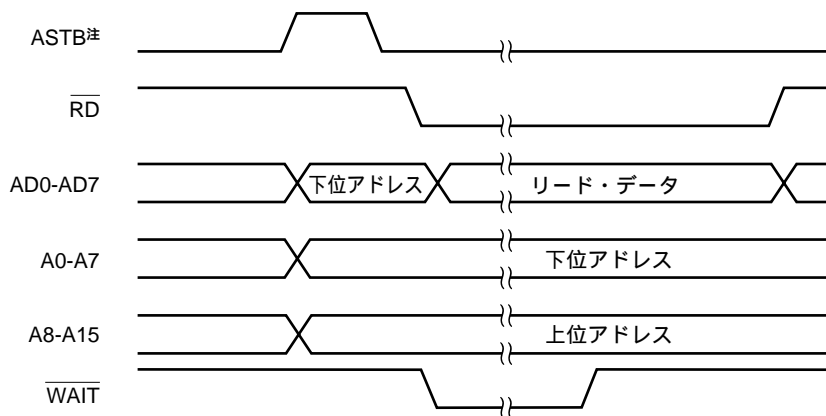 ASTB注
RD
AD0-AD7 下位アドレス リード・データ
A0-A7 下位アドレス
A8-A15 上位アドレス
WAIT